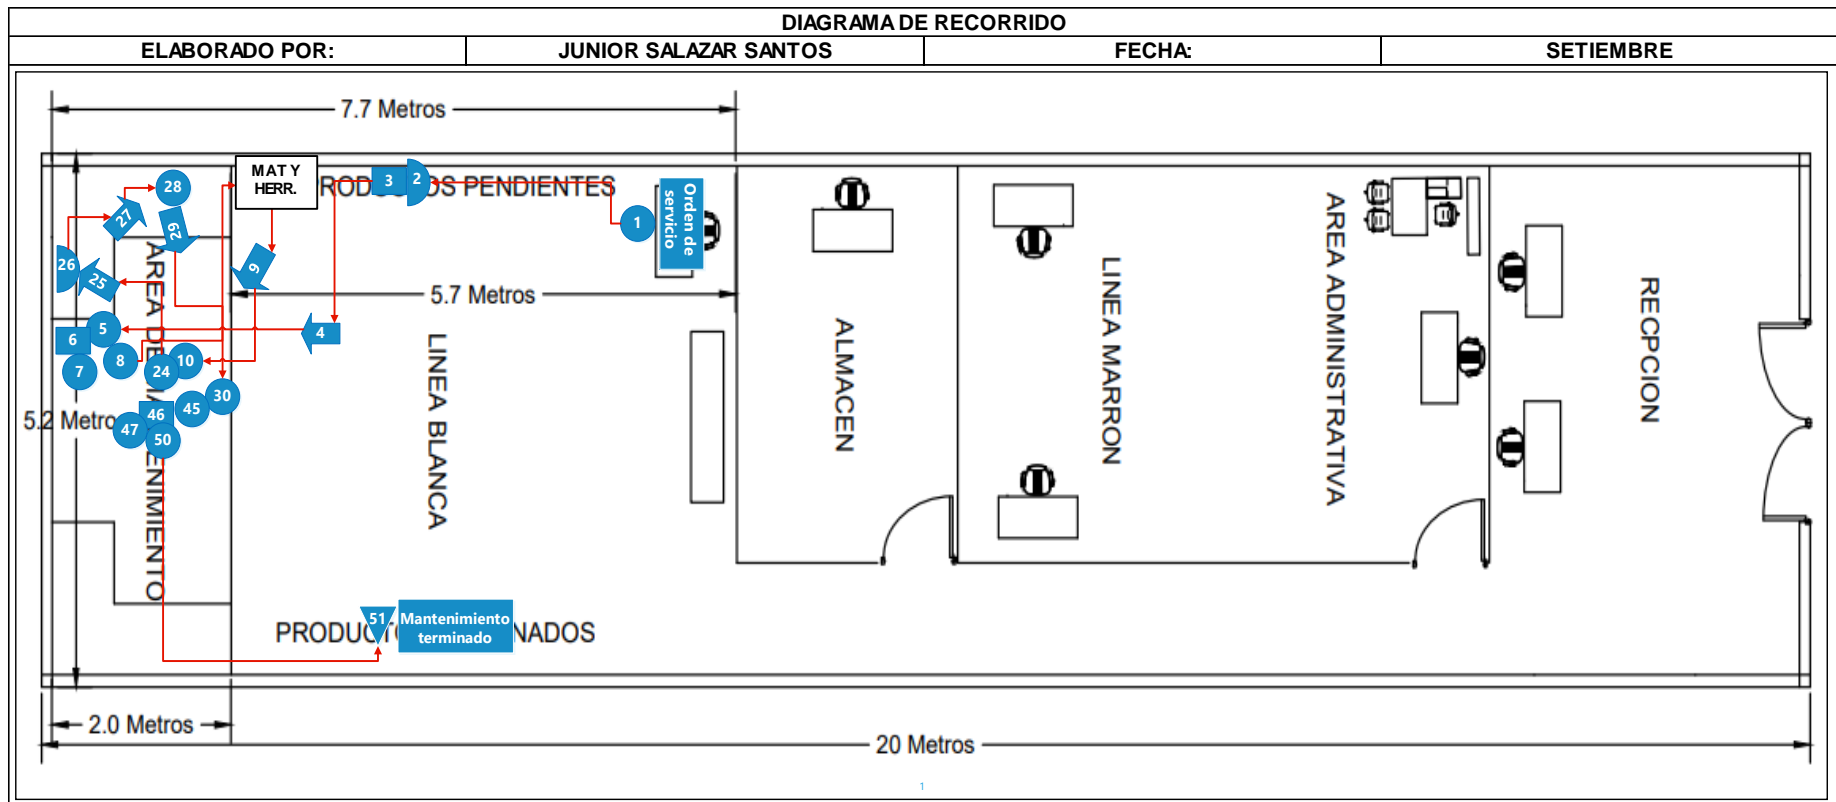 DIAGRAMA DE RECORRIDO
ELABORADO POR:
JUNIOR SALAZAR SANTOS
FECHA:
SETIEMBRE
7.7 Metros
MAT Y
HERR.
3
2
PENDIENTES
1
Orden de
servicio
28
27
29
9
26
25
5.7 Metros
4
5
6
8
10
7
24
30
45
46
47
50
5.2 Metro
AREA
LINEA BLANCA
ALMACEN
LINEA MARRON
AREA ADMINISTRATIVA
RECPCION
51
Mantenimiento
terminado
2.0 Metros
20 Metros
1